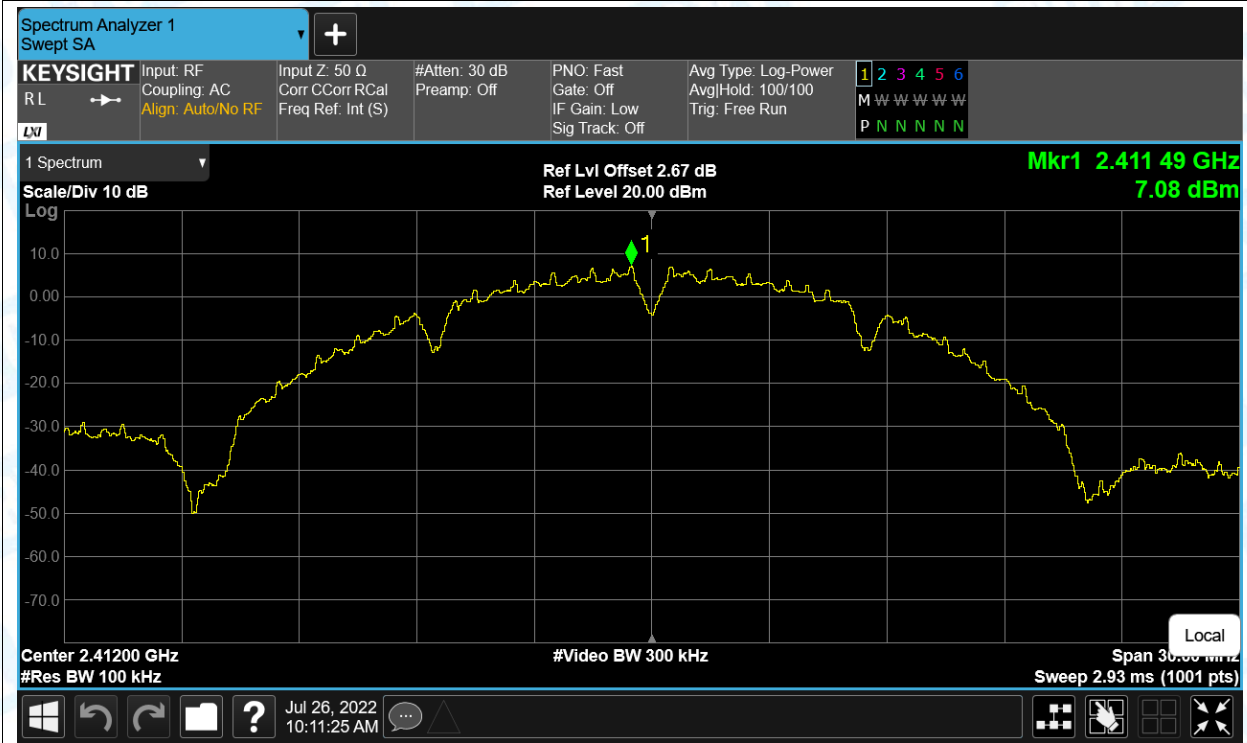 Spectrum Analyzer 1
Swept SA
KEYSIGHT
R L
LXI
Input: RF
Coupling: AC
Align: Auto/No RF
Input Z: 50 Ω
Corr CCorr RCal
Freq Ref: Int (S)
#Atten: 30 dB
Preamp: Off
PNO: Fast
Gate: Off
IF Gain: Low
Sig Track: Off
Avg Type: Log-Power
Avg|Hold: 100/100
Trig: Free Run
1 2 3 4 5 6
M W W W W W
P N N N N N
1 Spectrum
Scale/Div 10 dB
Log
Ref Lvl Offset 2.67 dB
Ref Level 20.00 dBm
Mkr1 2.411 49 GHz
7.08 dBm
1
10.0
0.00
-10.0
-20.0
-30.0
-40.0
-50.0
-60.0
-70.0
Local
Center 2.41200 GHz
#Video BW 300 kHz
Span 30.00 MHz
#Res BW 100 kHz
Sweep 2.93 ms (1001 pts)
?
Jul 26, 2022
10:11:25 AM